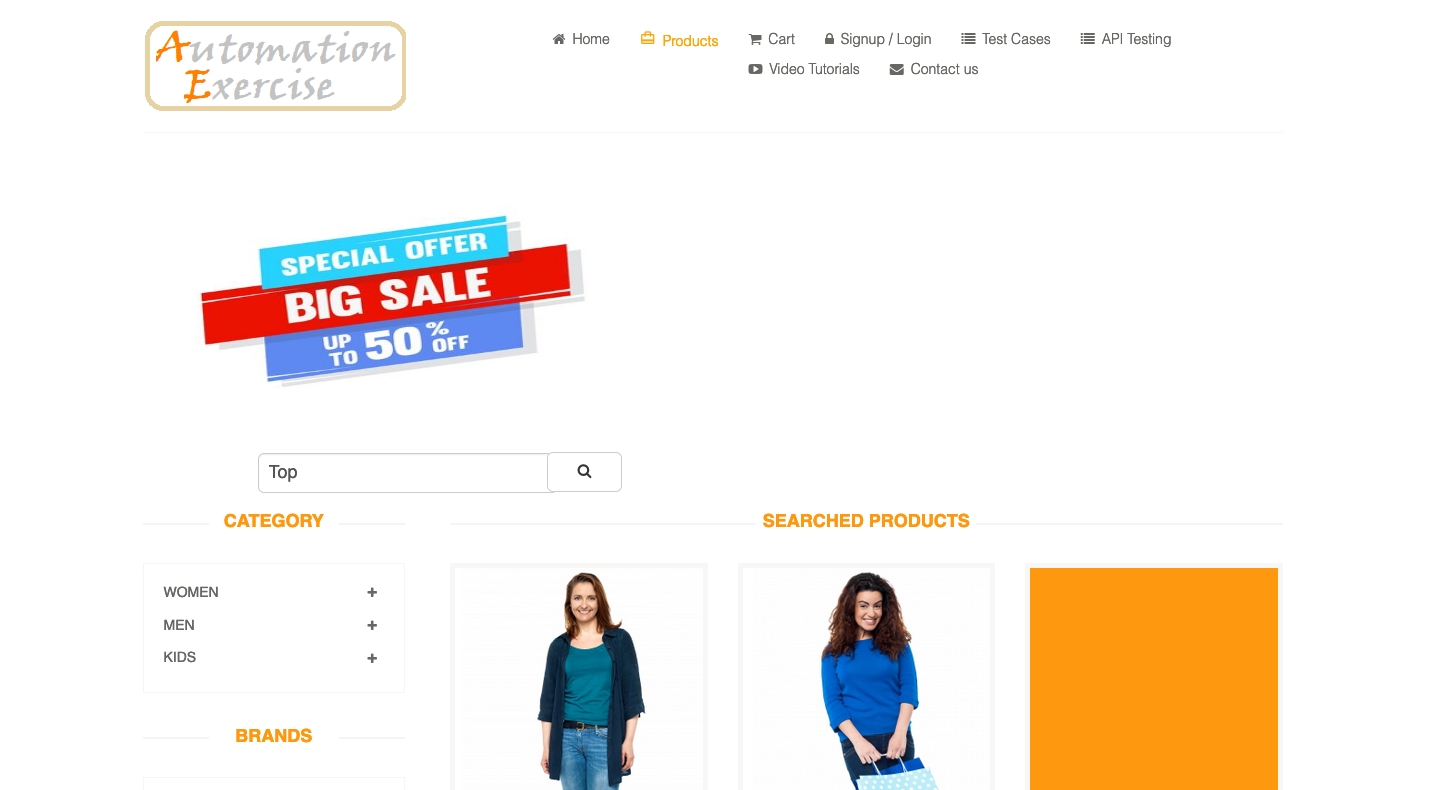 Automation
Exercise
Home Products Cart Signup / Login Test Cases API Testing
Video Tutorials Contact us
SPECIAL OFFER
BIG SALE
UP TO 50% OFF
Top
CATEGORY
SEARCHED PRODUCTS
WOMEN
MEN
KIDS
BRANDS